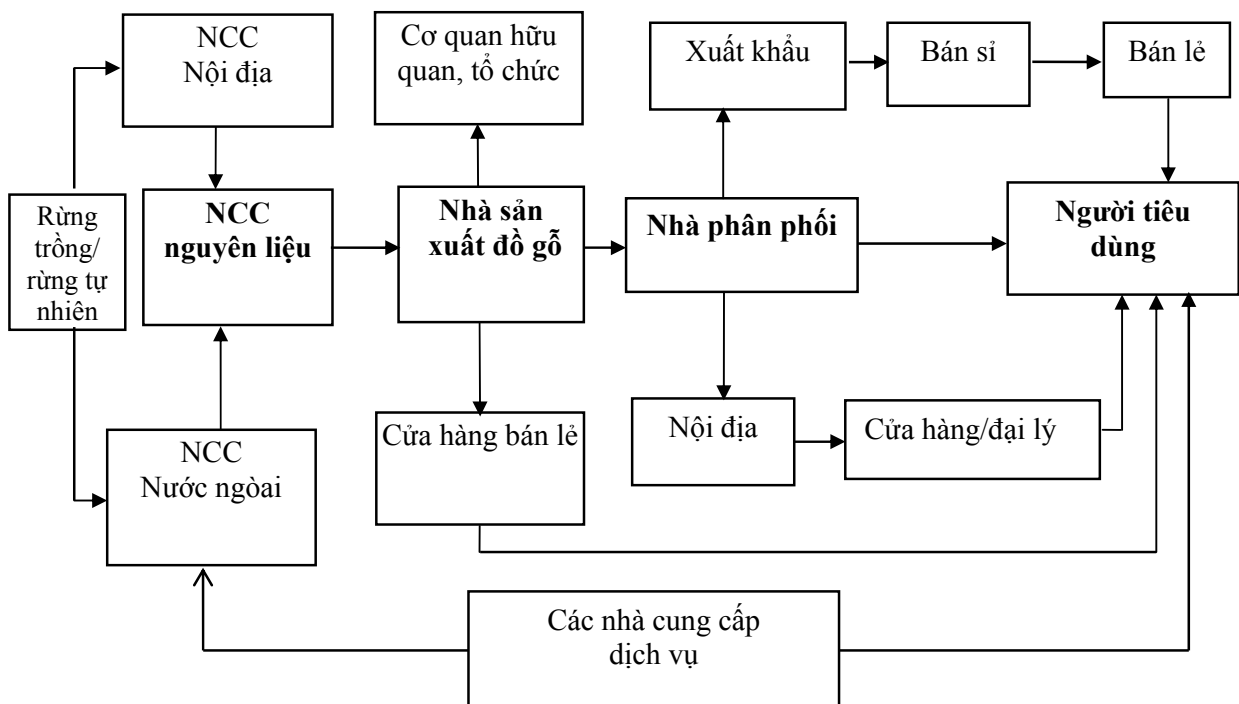 NCC
Nội địa
Cơ quan hữu
quan, tổ chức
Xuất khẩu
Bán sỉ
Bán lẻ
Rừng
trồng/
rừng tự
nhiên
NCC
nguyên liệu
Nhà sản
xuất đồ gỗ
Nhà phân phối
Người tiêu
dùng
NCC
Nước ngòai
Cửa hàng bán lẻ
Nội địa
Cửa hàng/đại lý
Các nhà cung cấp
dịch vụ